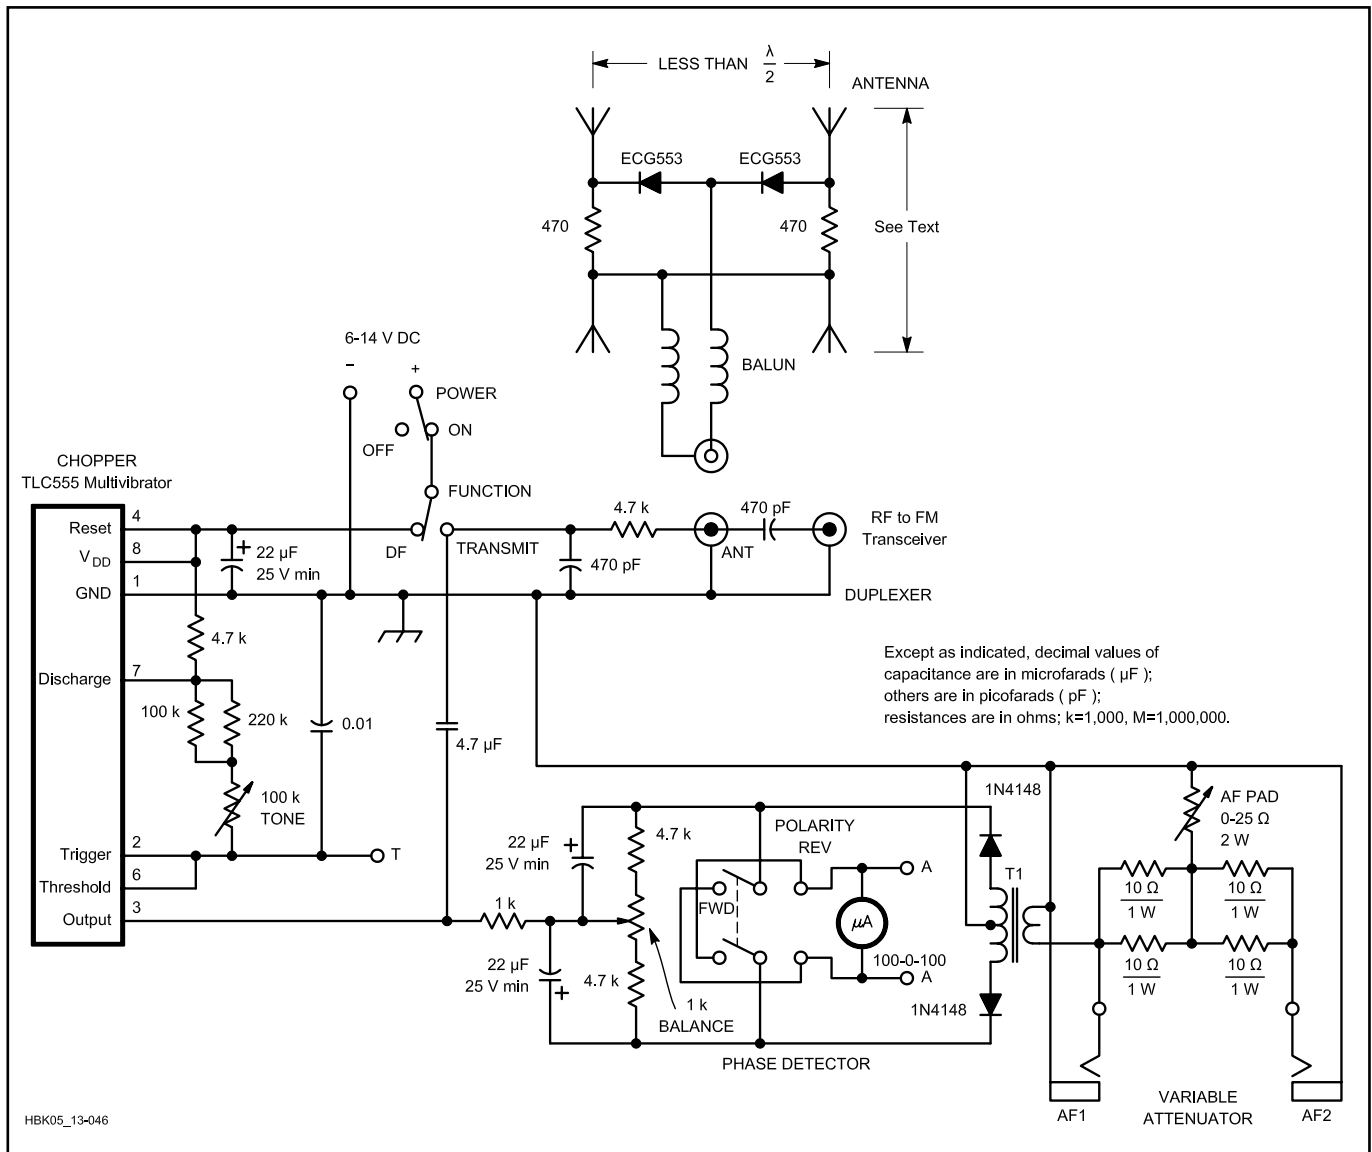 LESS THAN λ/2
ANTENNA
ECG553
ECG553
470
470
See Text
BALUN
6-14 V DC
–
+
POWER
OFF
ON
FUNCTION
DF
TRANSMIT
CHOPPER
TLC555 Multivibrator
Reset
4
VDD
8
GND
1
Discharge
7
Trigger
2
Threshold
6
Output
3
+
22 µF
25 V min
4.7 k
100 k
220 k
100 k
TONE
0.01
T
4.7 k
470 pF
ANT
470 pF
RF to FM
Transceiver
DUPLEXER
Except as indicated, decimal values of
capacitance are in microfarads ( µF );
others are in picofarads ( pF );
resistances are in ohms; k=1,000, M=1,000,000.
4.7 µF
1 k
22 µF
25 V min
+
22 µF
25 V min
+
4.7 k
4.7 k
1 k
BALANCE
POLARITY
REV
FWD
A
µA
100-0-100
A
PHASE DETECTOR
1N4148
1N4148
T1
AF PAD
0-25 Ω
2 W
10 Ω
1 W
10 Ω
1 W
10 Ω
1 W
10 Ω
1 W
AF1
VARIABLE
ATTENUATOR
AF2
HBK05_13-046